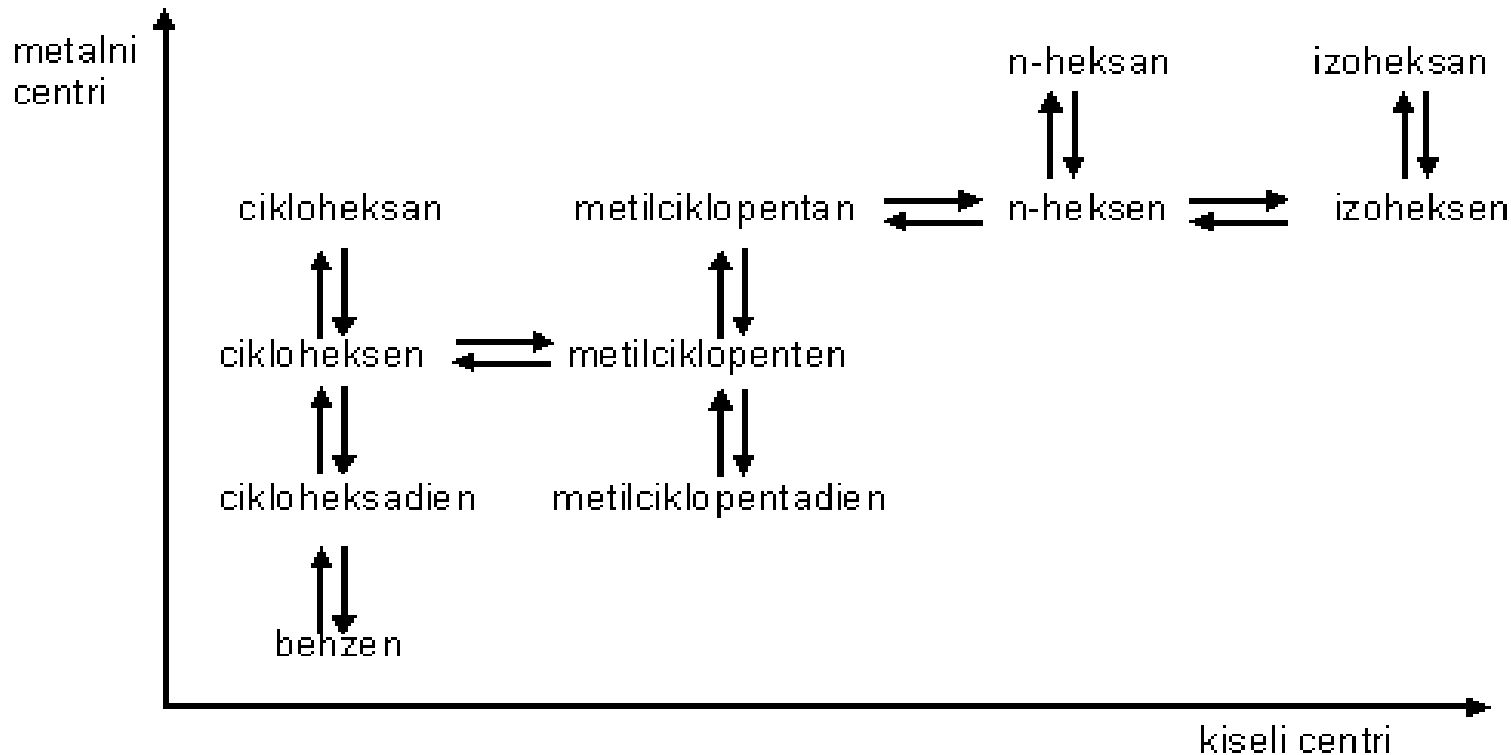 metalni
centri
n-heksan izoheksan
cikloheksan metilciklopentan n-heksen izoheksen
cikloheksen metilciklopenten
cikloheksadien metilciklopentadien
benzen
kiseli centri